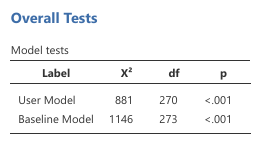 Overall Tests
Model tests
Label X² df p
User Model 881 270 <.001
Baseline Model 1146 273 <.001